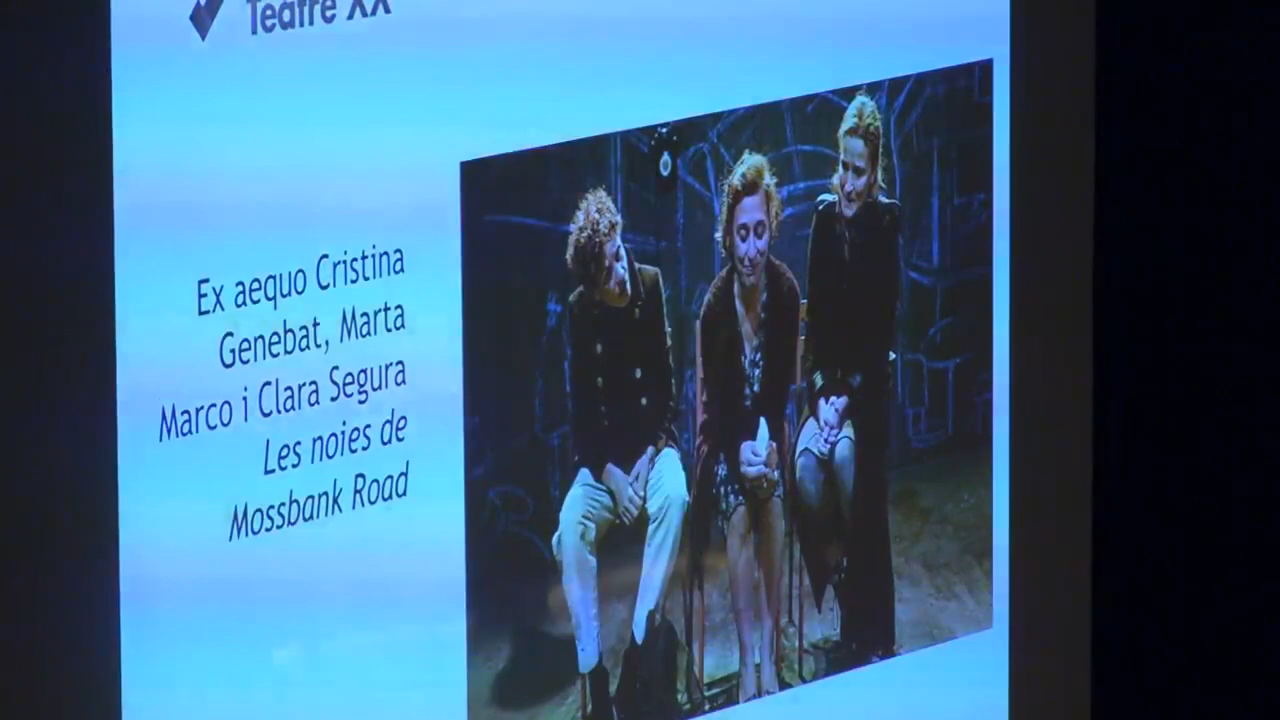 Teatre XX
Ex aequo Cristina
Genebat, Marta
Marco i Clara Segura
Les noies de
Mossbank Road